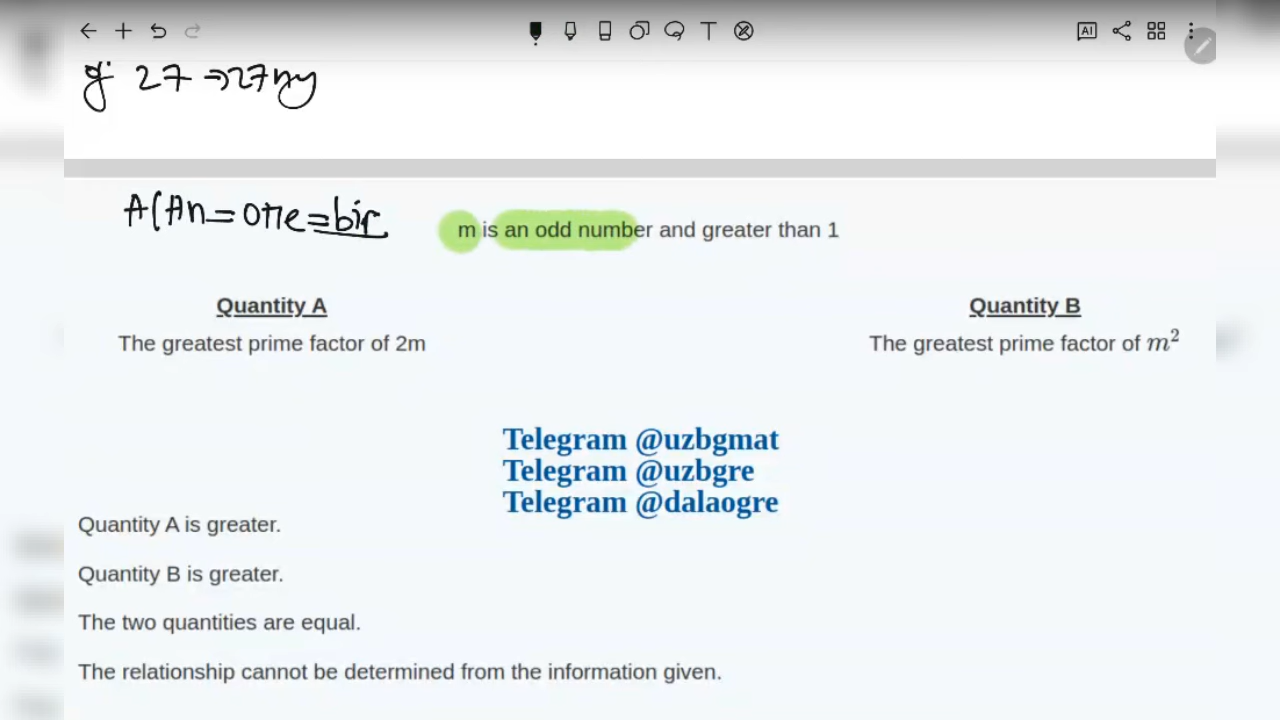 27 ⇒ 27
A(An=one=bir
m is an odd number and greater than 1
Quantity A
The greatest prime factor of 2m
Quantity B
The greatest prime factor of m²
Telegram @uzbgmat
Telegram @uzbgre
Telegram @dalaogre
Quantity A is greater.
Quantity B is greater.
The two quantities are equal.
The relationship cannot be determined from the information given.